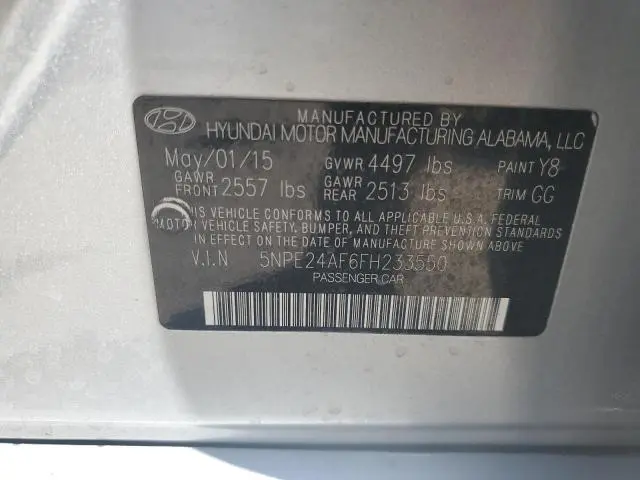 MANUFACTURED BY
HYUNDAI MOTOR MANUFACTURING ALABAMA, LLC
May/01/15 GVWR 4497 lbs PAINT Y8
GAWR FRONT 2557 lbs GAWR REAR 2513 lbs TRIM GG
THIS VEHICLE CONFORMS TO ALL APPLICABLE U.S.A. FEDERAL
MOTOR VEHICLE SAFETY, BUMPER, AND THEFT PREVENTION STANDARDS
IN EFFECT ON THE DATE OF MANUFACTURE SHOWN ABOVE.
V.I.N 5NPE24AF6FH233550
PASSENGER CAR